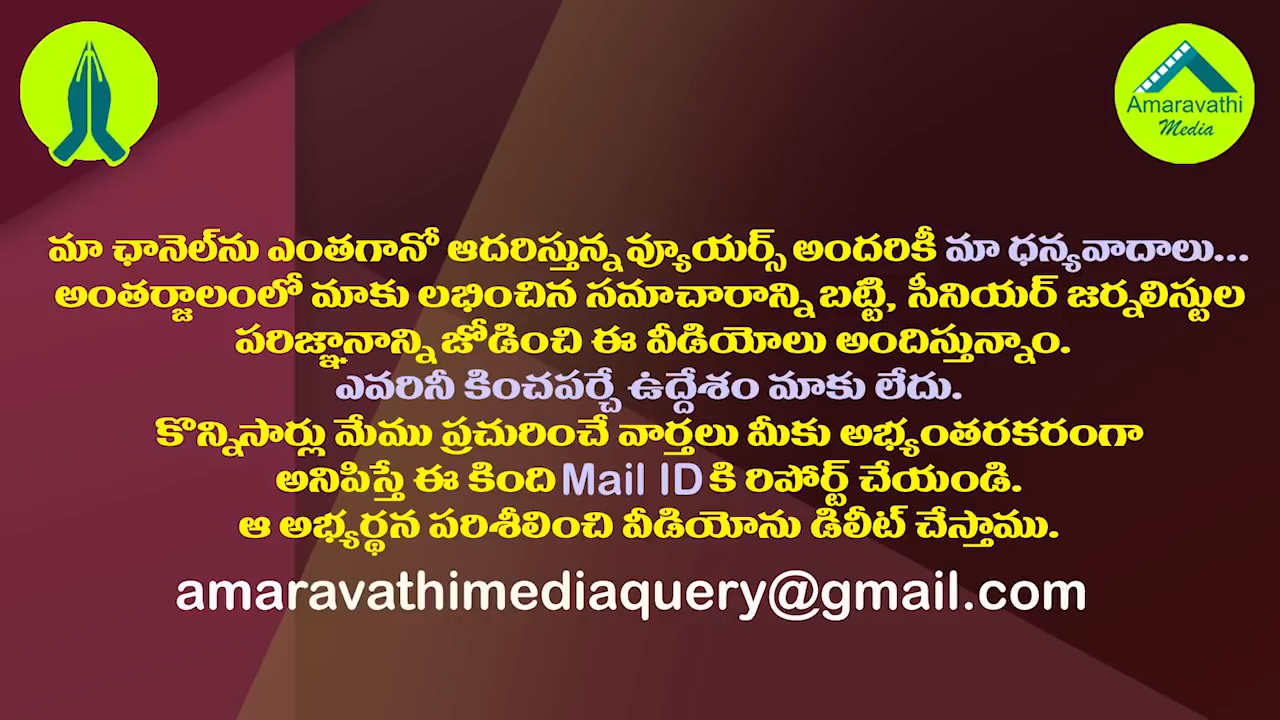 Amaravathi
Media
మా ఛానెల్‌ను ఎంతగానో ఆదరిస్తున్న వ్యూయర్స్ అందరికీ మా ధన్యవాదాలు...
అంతర్జాలంలో మాకు లభించిన సమాచారాన్ని బట్టి, సీనియర్ జర్నలిస్టుల
పరిజ్ఞానాన్ని జోడించి ఈ వీడియోలు అందిస్తున్నాం.
ఎవరినీ కించపర్చే ఉద్దేశం మాకు లేదు.
కొన్నిసార్లు మేము ప్రచురించే వార్తలు మీకు అభ్యంతరకరంగా
అనిపిస్తే ఈ కింది Mail ID కి రిపోర్ట్ చేయండి.
ఆ అభ్యర్థన పరిశీలించి వీడియోను డిలీట్ చేస్తాము.
amaravathimediaquery@gmail.com